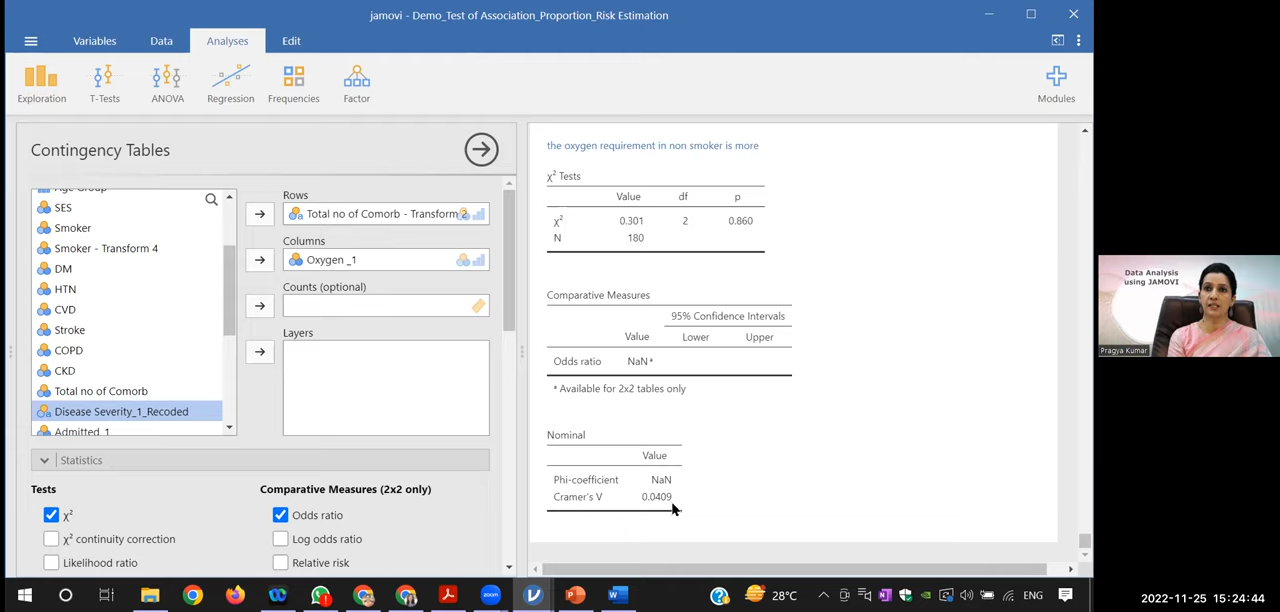 jamovi - Demo_Test of Association_Proportion_Risk Estimation
Variables
Data
Analyses
Edit
Exploration
T-Tests
ANOVA
Regression
Frequencies
Factor
Modules
Contingency Tables
SES
Smoker
Smoker - Transform 4
DM
HTN
CVD
Stroke
COPD
CKD
Total no of Comorb
Disease Severity_1_Recoded
Admitted_1
Rows
Total no of Comorb - Transform 2
Columns
Oxygen _1
Counts (optional)
Layers
Statistics
Tests
χ²
χ² continuity correction
Likelihood ratio
Comparative Measures (2x2 only)
Odds ratio
Log odds ratio
Relative risk
the oxygen requirement in non smoker is more
χ² Tests
Value df p
χ² 0.301 2 0.860
N 180
Comparative Measures
95% Confidence Intervals
Value Lower Upper
Odds ratio NaN ᵃ
ᵃ Available for 2x2 tables only
Nominal
Value
Phi-coefficient NaN
Cramer's V 0.0409
Data Analysis
using JAMOVI
Pragya Kumar
zoom
28°C
ENG
2022-11-25 15:24:44